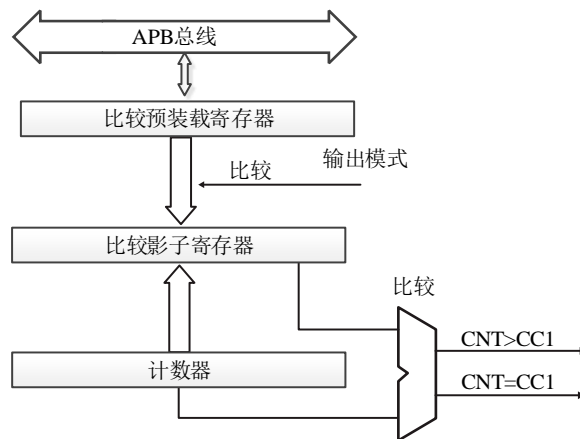 APB总线
比较预装载寄存器
比较
输出模式
比较影子寄存器
比较
CNT>CC1
计数器
CNT=CC1